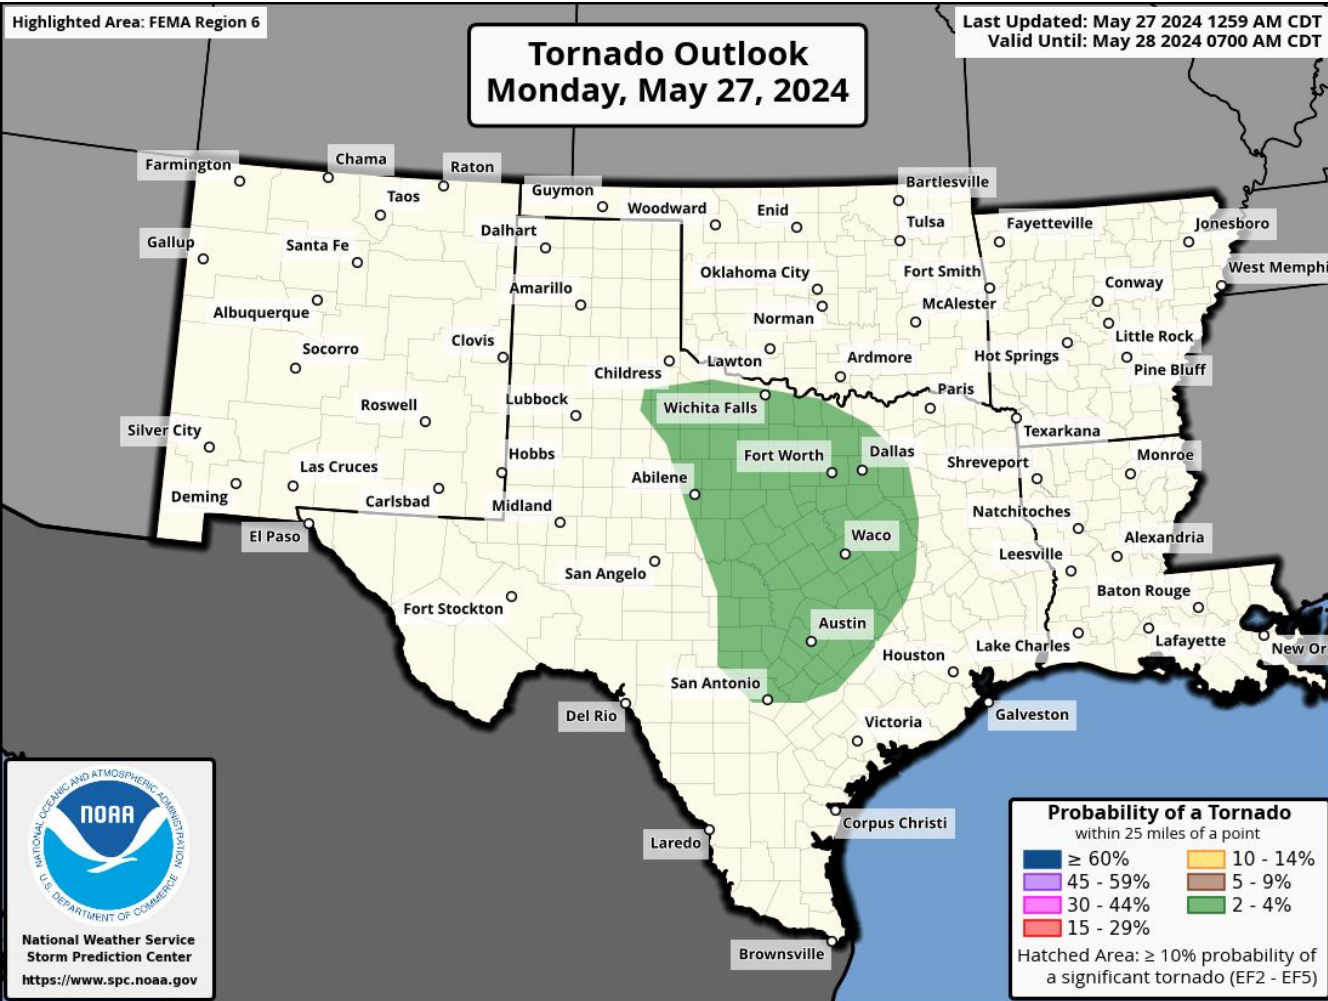 Highlighted Area: FEMA Region 6
Last Updated: May 27 2024 1259 AM CDT
Valid Until: May 28 2024 0700 AM CDT
Tornado Outlook
Monday, May 27, 2024
Farmington
Chama
Raton
Taos
Guymon
Woodward
Enid
Bartlesville
Tulsa
Fayetteville
Jonesboro
Gallup
Santa Fe
Dalhart
Oklahoma City
Fort Smith
West Memphi
Amarillo
Conway
Albuquerque
Norman
McAlester
Socorro
Clovis
Little Rock
Childress
Lawton
Ardmore
Hot Springs
Pine Bluff
Roswell
Lubbock
Wichita Falls
Paris
Silver City
Texarkana
Las Cruces
Hobbs
Fort Worth
Dallas
Shreveport
Monroe
Deming
Carlsbad
Midland
Abilene
Natchitoches
El Paso
Waco
Leesville
Alexandria
San Angelo
Baton Rouge
Fort Stockton
Austin
Houston
Lake Charles
Lafayette
New Or
San Antonio
Del Rio
Victoria
Galveston
Laredo
Corpus Christi
Brownsville
NATIONAL OCEANIC AND ATMOSPHERIC ADMINISTRATION
NOAA
U.S. DEPARTMENT OF COMMERCE
National Weather Service
Storm Prediction Center
https://www.spc.noaa.gov
Probability of a Tornado
within 25 miles of a point
≥ 60%
10 - 14%
45 - 59%
5 - 9%
30 - 44%
2 - 4%
15 - 29%
Hatched Area: ≥ 10% probability of
a significant tornado (EF2 - EF5)